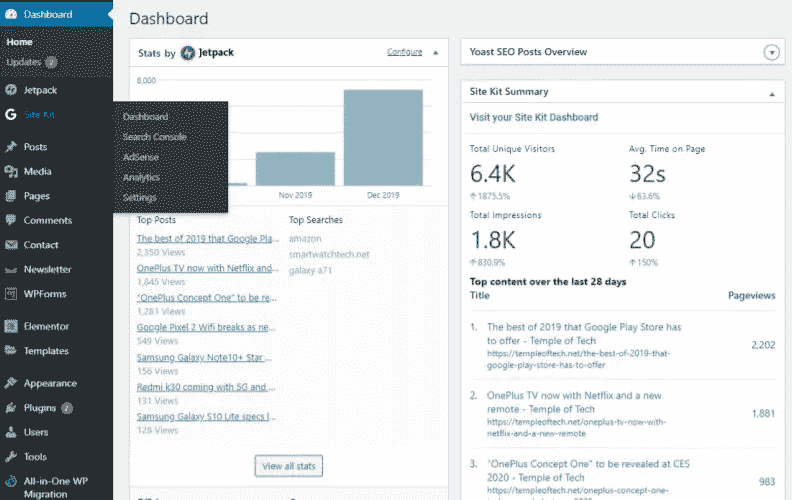 Dashboard
Home
Updates 2
Jetpack
Site Kit
Posts
Media
Pages
Comments
Contact
Newsletter
WPForms
Elementor
Templates
Appearance
Plugins 2
Users
Tools
All-in-One WP
Migration
Dashboard
Search Console
AdSense
Analytics
Settings
Dashboard
Stats by Jetpack
Configure
8,000
Nov 2019
Dec 2019
Top Posts
The best of 2019 that Google Pla...
2,350 Views
OnePlus TV now with Netflix and...
1,845 Views
"OnePlus Concept One" to be re...
1,281 Views
Google Pixel 2 Wifi breaks as ne...
549 Views
Samsung Galaxy Note10+ Star ...
156 Views
Redmi k30 coming with 5G and ...
131 Views
Samsung Galaxy S10 Lite specs l...
128 Views
Top Searches
amazon
smartwatchtech.net
galaxy a71
View all stats
Yoast SEO Posts Overview
Site Kit Summary
Visit your Site Kit Dashboard
Total Unique Visitors
6.4K
↑1875.5%
Avg. Time on Page
32s
↓63.6%
Total Impressions
1.8K
↑830.9%
Total Clicks
20
↑150%
Top content over the last 28 days
Title
Pageviews
1. The best of 2019 that Google Play Store has
to offer - Temple of Tech
https://templeoftech.net/the-best-of-2019-that-
google-play-store-has-to-offer
2,202
2. OnePlus TV now with Netflix and a new
remote - Temple of Tech
https://templeoftech.net/oneplus-tv-now-with-
netflix-and-a-new-remote
1,881
3. "OnePlus Concept One" to be revealed at CES
2020 - Temple of Tech
https://templeoftech.net/oneplus-concept-one-
983